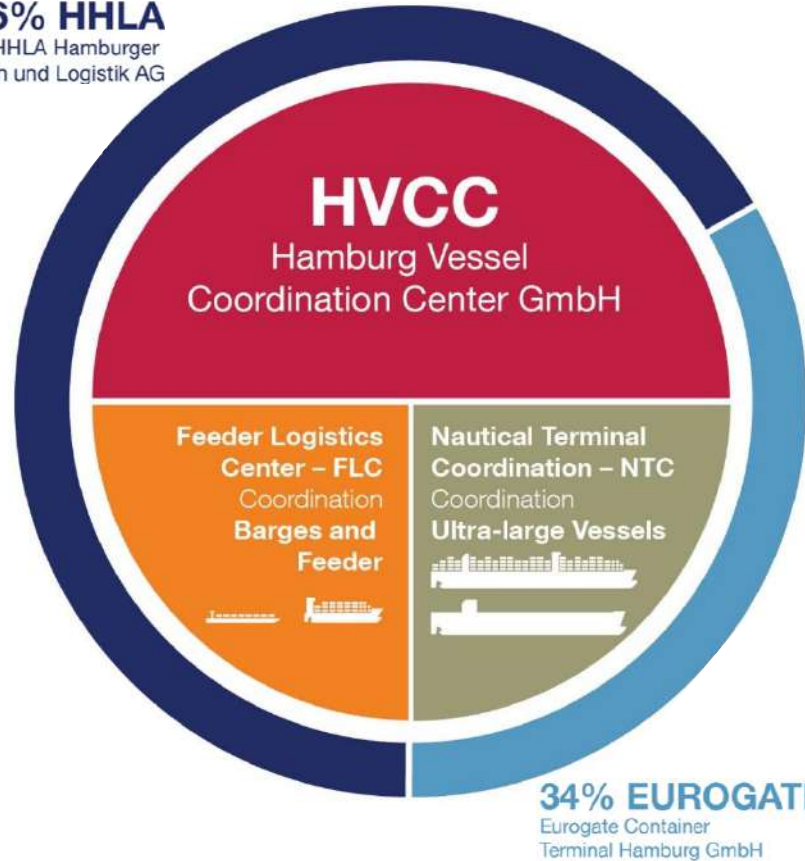 6% HHLA
HHLA Hamburger
n und Logistik AG
HVCC
Hamburg Vessel
Coordination Center GmbH
Feeder Logistics
Center – FLC
Coordination
Barges and
Feeder
Nautical Terminal
Coordination – NTC
Coordination
Ultra-large Vessels
34% EUROGATE
Eurogate Container
Terminal Hamburg GmbH